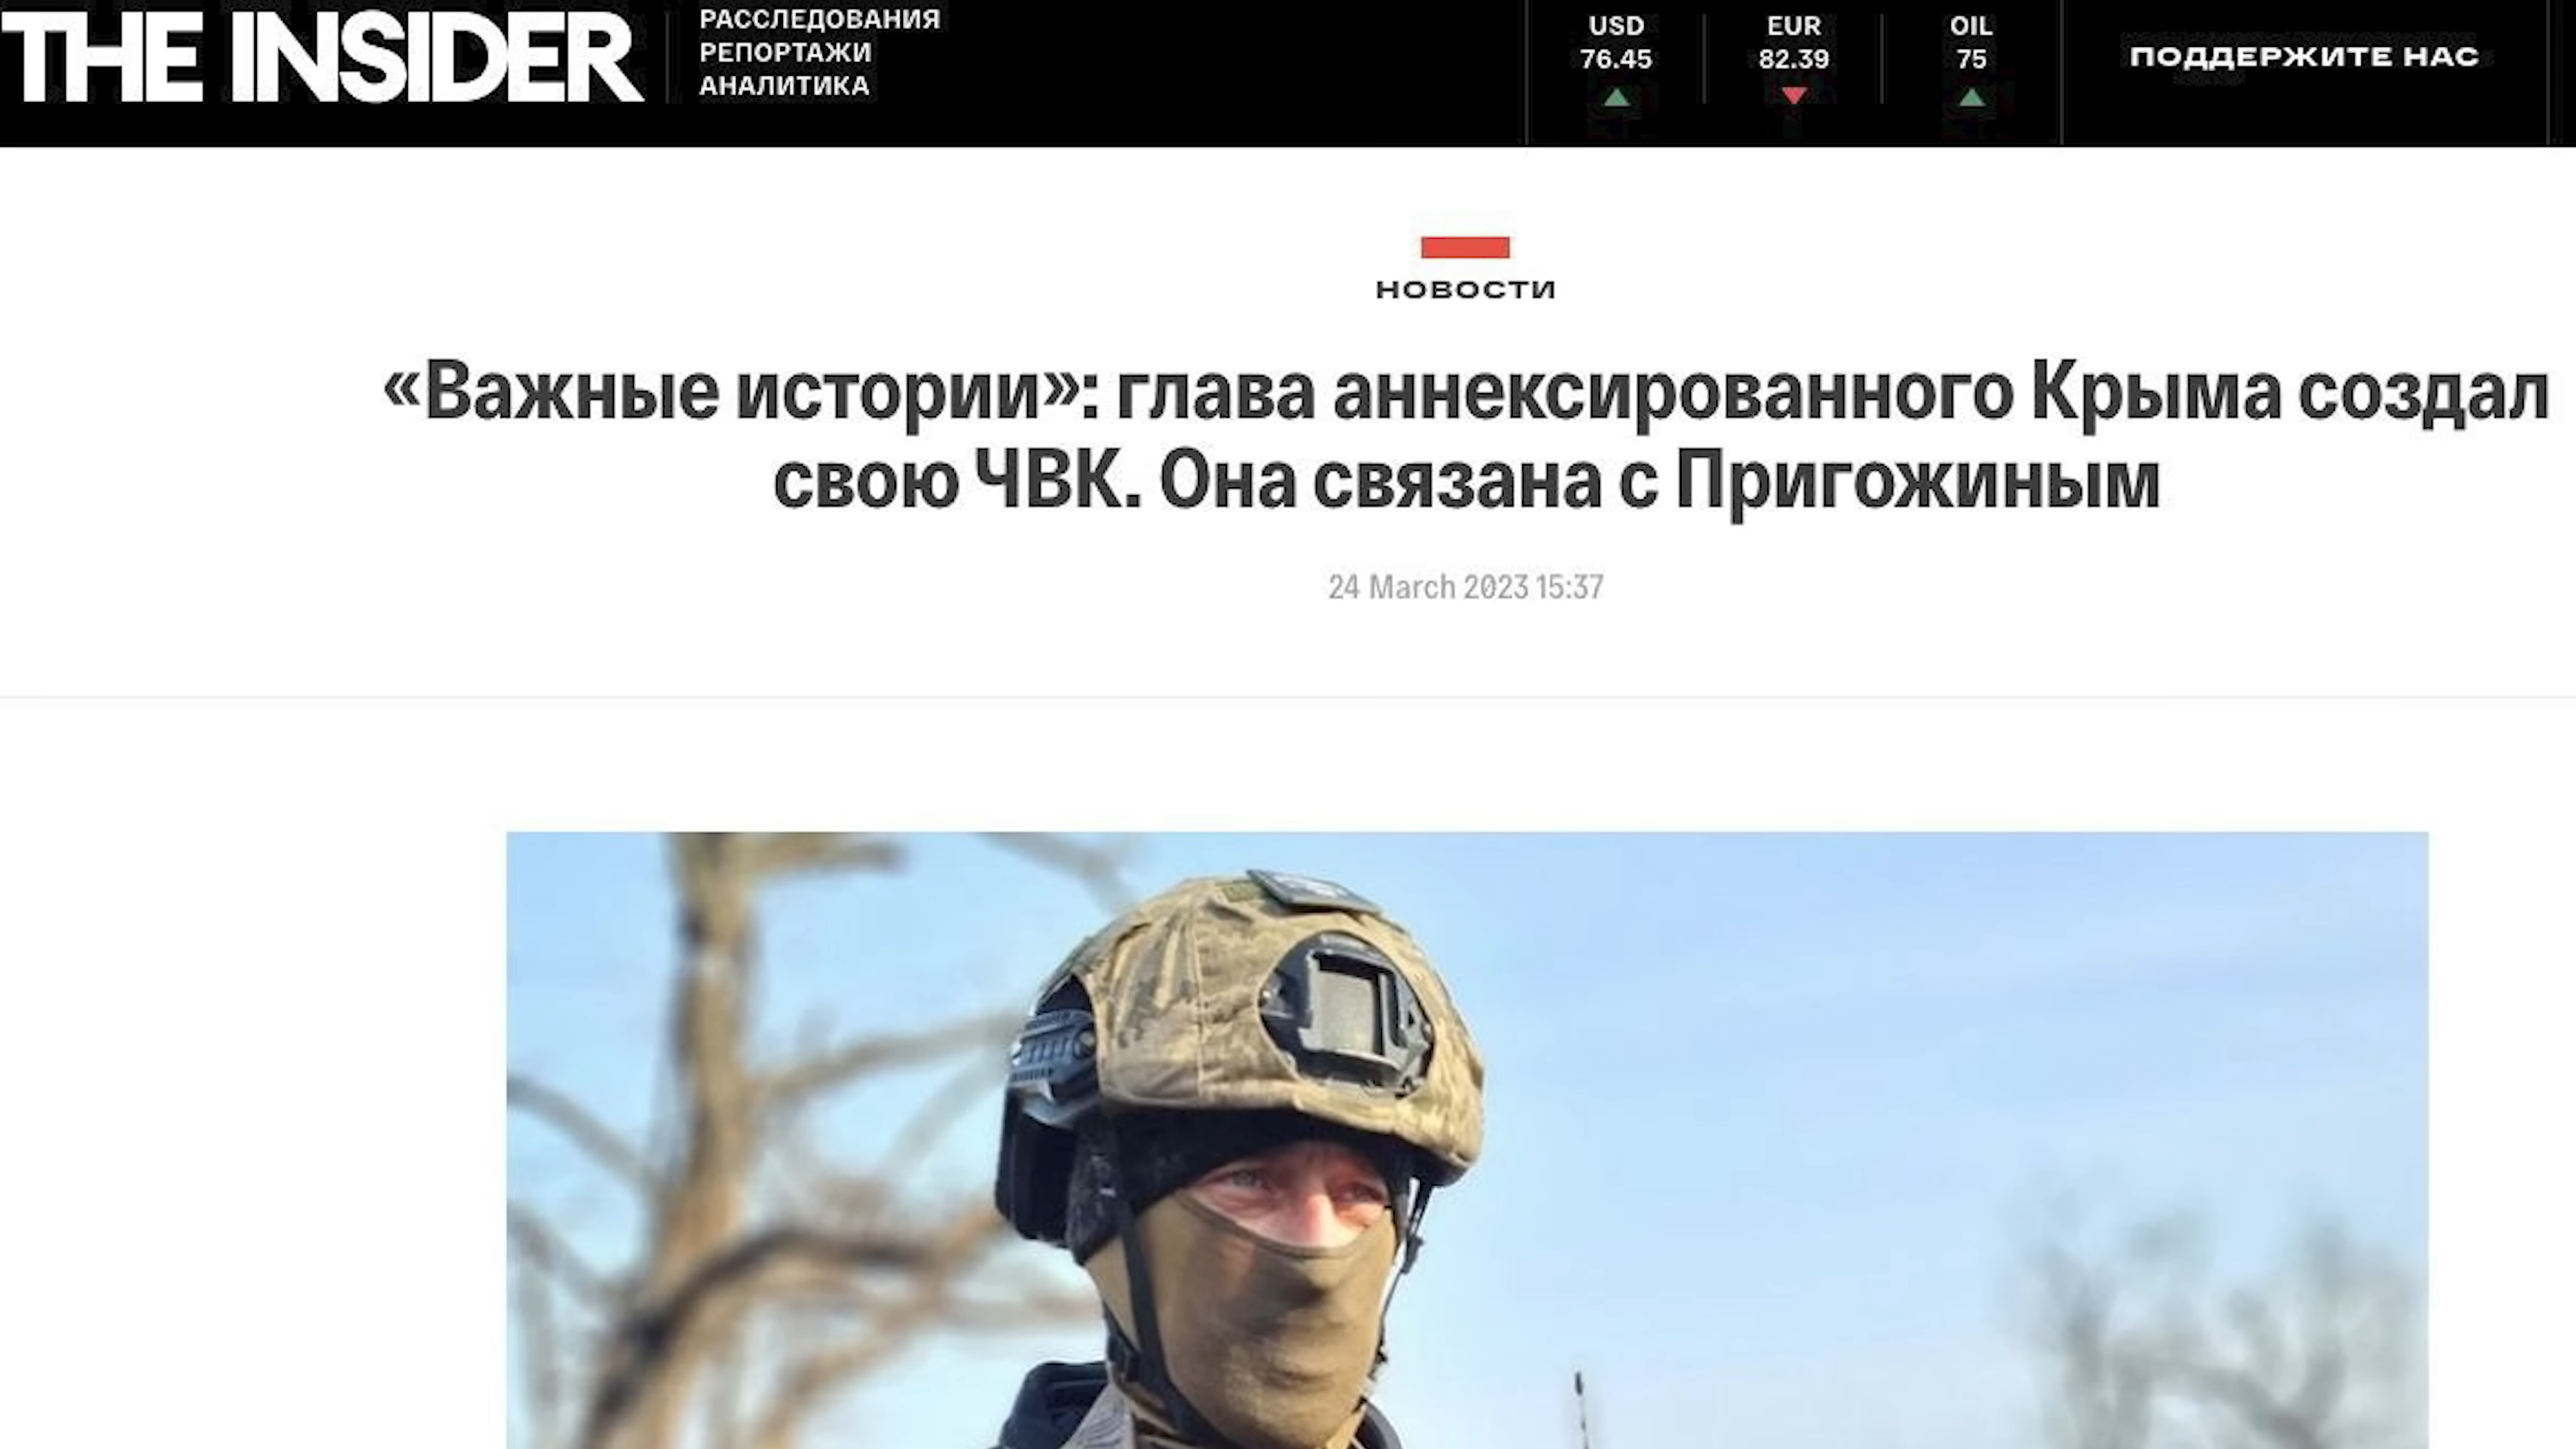 THE INSIDER
РАССЛЕДОВАНИЯ
РЕПОРТАЖИ
АНАЛИТИКА
USD
76.45
EUR
82.39
OIL
75
ПОДДЕРЖИТЕ НАС
НОВОСТИ
«Важные истории»: глава аннексированного Крыма создал
свою ЧВК. Она связана с Пригожиным
24 March 2023 15:37